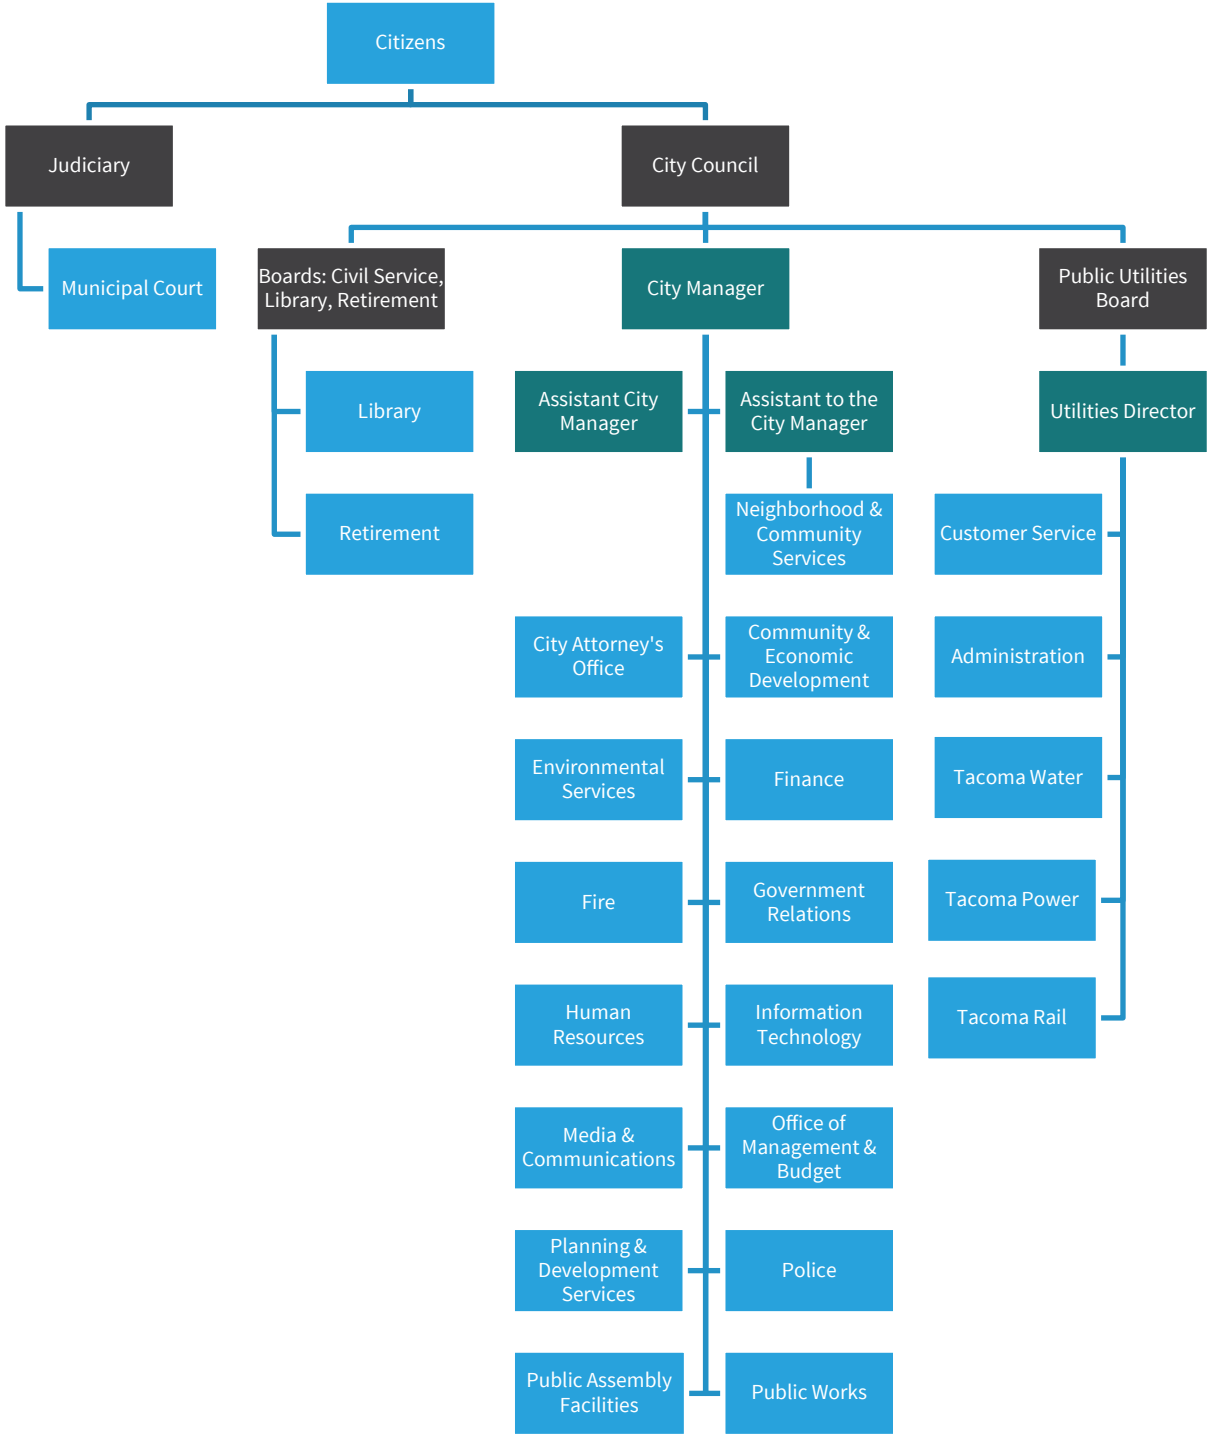 Citizens
Judiciary
City Council
Municipal Court
Boards: Civil Service,
Library, Retirement
City Manager
Public Utilities
Board
Library
Assistant City
Manager
Assistant to the
City Manager
Utilities Director
Retirement
Neighborhood &
Community
Services
Customer Service
City Attorney's
Office
Community &
Economic
Development
Administration
Environmental
Services
Finance
Tacoma Water
Fire
Government
Relations
Tacoma Power
Human
Resources
Information
Technology
Tacoma Rail
Media &
Communications
Office of
Management &
Budget
Planning &
Development
Services
Police
Public Assembly
Facilities
Public Works